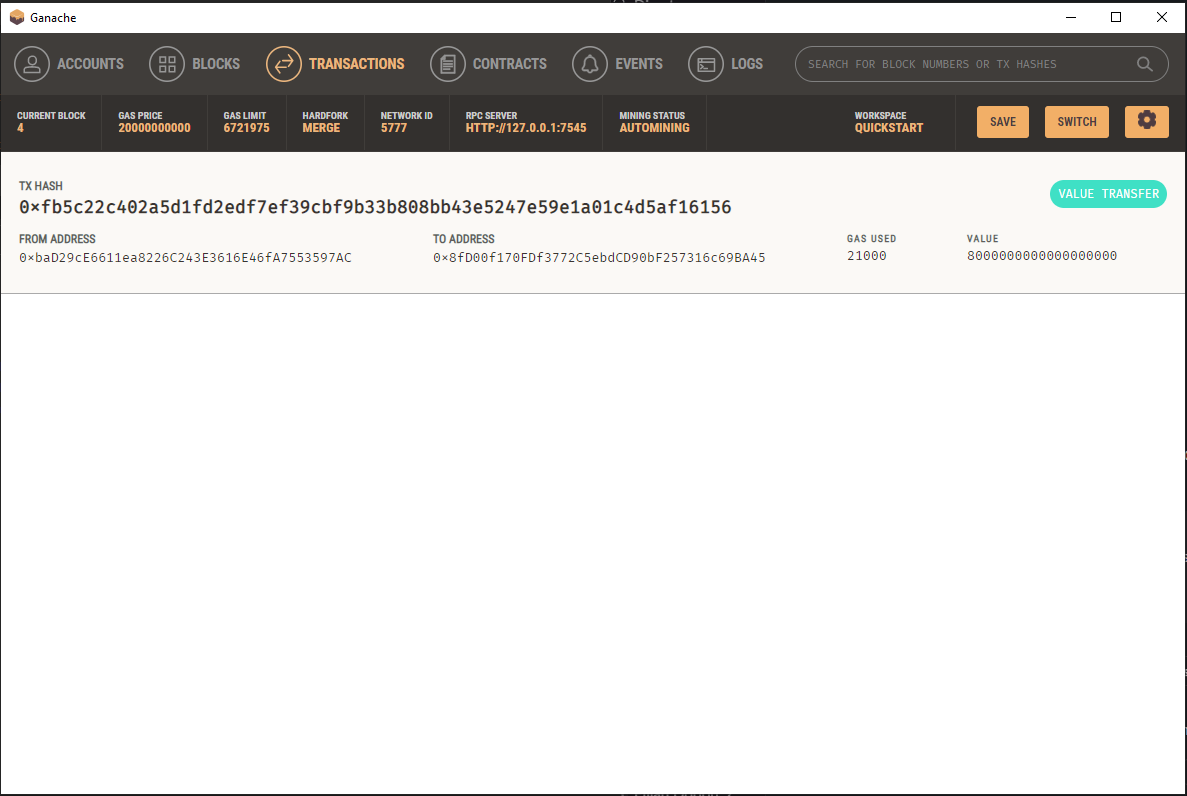 Ganache
ACCOUNTS BLOCKS TRANSACTIONS CONTRACTS EVENTS LOGS SEARCH FOR BLOCK NUMBERS OR TX HASHES
CURRENT BLOCK GAS PRICE GAS LIMIT HARDFORK NETWORK ID RPC SERVER MINING STATUS WORKSPACE
4 20000000000 6721975 MERGE 5777 HTTP://127.0.0.1:7545 AUTOMINING QUICKSTART SAVE SWITCH
TX HASH
0×fb5c22c402a5d1fd2edf7ef39cbf9b33b808bb43e5247e59e1a01c4d5af16156 VALUE TRANSFER
FROM ADDRESS TO ADDRESS GAS USED VALUE
0×baD29cE6611ea8226C243E3616E46fA7553597AC 0×8fD00f170FDf3772C5ebdCD90bF257316c69BA45 21000 8000000000000000000